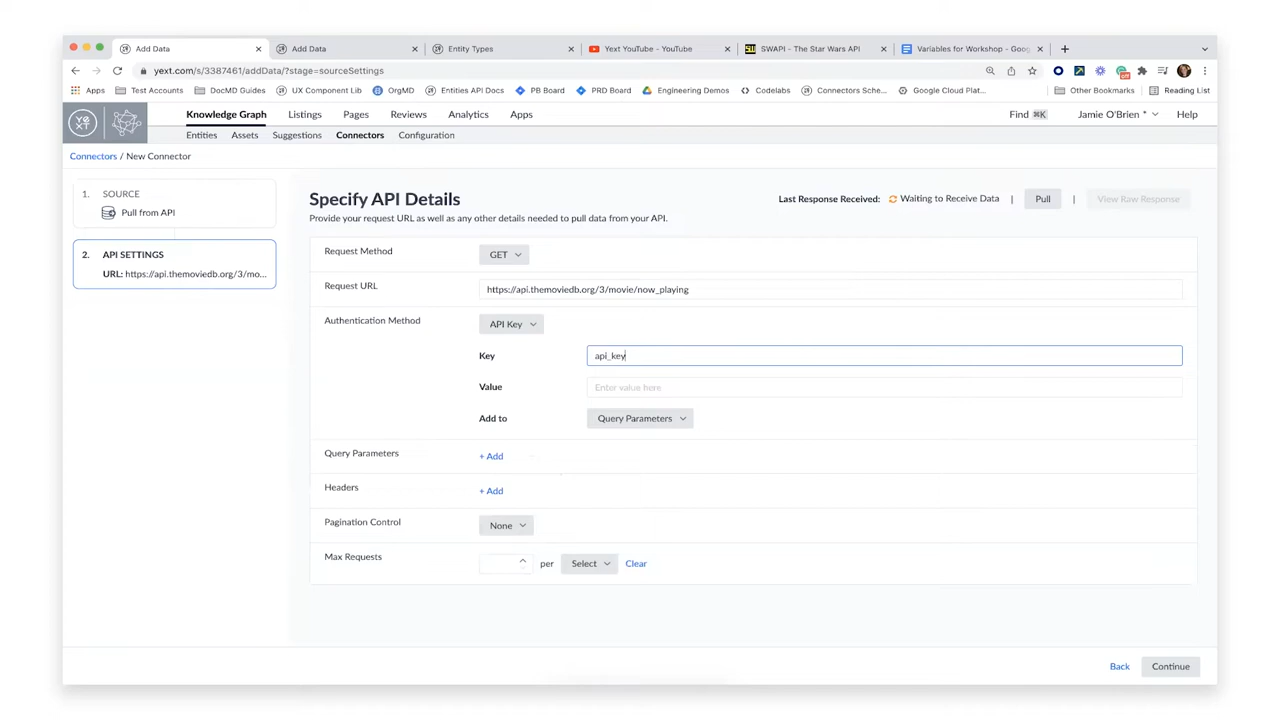 Add Data
Add Data
Entity Types
Yext YouTube - YouTube
SWAPI - The Star Wars API
Variables for Workshop - Goog
yext.com/s/3387461/addData/?stage=sourceSettings
off
Apps
Test Accounts
DocMD Guides
UX Component Lib
OrgMD
Entities API Docs
PB Board
PRD Board
Engineering Demos
Codelabs
Connectors Sche...
Google Cloud Plat...
Other Bookmarks
Reading List
yext
Knowledge Graph
Listings
Pages
Reviews
Analytics
Apps
Find ⌘K
Jamie O'Brien *
Help
Entities
Assets
Suggestions
Connectors
Configuration
Connectors / New Connector
1. SOURCE
Pull from API
2. API SETTINGS
URL: https://api.themoviedb.org/3/mo...
Specify API Details
Provide your request URL as well as any other details needed to pull data from your API.
Last Response Received: Waiting to Receive Data | Pull | View Raw Response
Request Method
GET
Request URL
https://api.themoviedb.org/3/movie/now_playing
Authentication Method
API Key
Key
api_key
Value
Enter value here
Add to
Query Parameters
Query Parameters
+ Add
Headers
+ Add
Pagination Control
None
Max Requests
per
Select
Clear
Back
Continue